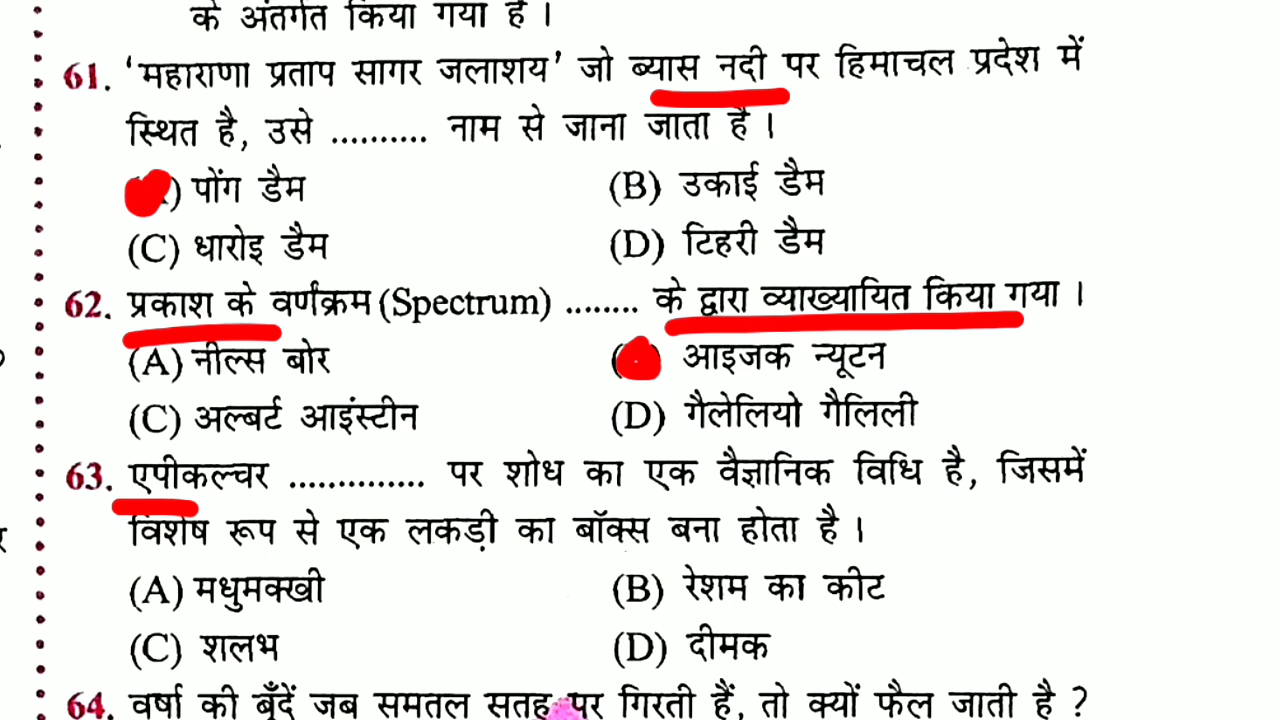 के अंतर्गत किया गया है ।
61. 'महाराणा प्रताप सागर जलाशय' जो ब्यास नदी पर हिमाचल प्रदेश में
स्थित है, उसे .......... नाम से जाना जाता है ।
) पोंग डैम (B) उकाई डैम
(C) धारोइ डैम (D) टिहरी डैम
62. प्रकाश के वर्णक्रम (Spectrum) ........ के द्वारा व्याख्यायित किया गया ।
(A) नील्स बोर ( आइजक न्यूटन
(C) अल्बर्ट आइंस्टीन (D) गैलेलियो गैलिली
63. एपीकल्चर .............. पर शोध का एक वैज्ञानिक विधि है, जिसमें
विशेष रूप से एक लकड़ी का बॉक्स बना होता है ।
(A) मधुमक्खी (B) रेशम का कीट
(C) शलभ (D) दीमक
64. वर्षा की बूँदें जब समतल सतह पर गिरती हैं, तो क्यों फैल जाती है ?